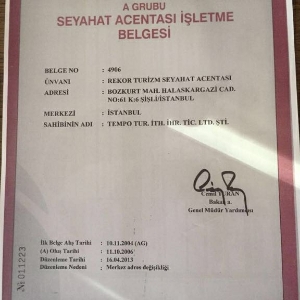 A GRUBU
SEYAHAT ACENTASI İŞLETME
BELGESİ
BELGE NO : 4906
ÜNVANI : REKOR TURİZM SEYAHAT ACENTASI
ADRESİ : BOZKURT MAH. HALASKARGAZİ CAD.
NO:61 K:6 ŞİŞLİ/İSTANBUL
MERKEZİ : İSTANBUL
SAHİBİNİN ADI : TEMPO TUR. İTH. İHR. TİC. LTD. ŞTİ.
Cemil TURAN
Bakan a.
Genel Müdür Yardımcısı
İlk Belge Alış Tarihi : 10.11.2004 (AG)
(A) Oluş Tarihi : 11.10.2006
Düzenleme Tarihi : 16.04.2013
Düzenleme Nedeni : Merkez adres değişikliği
№ 011223